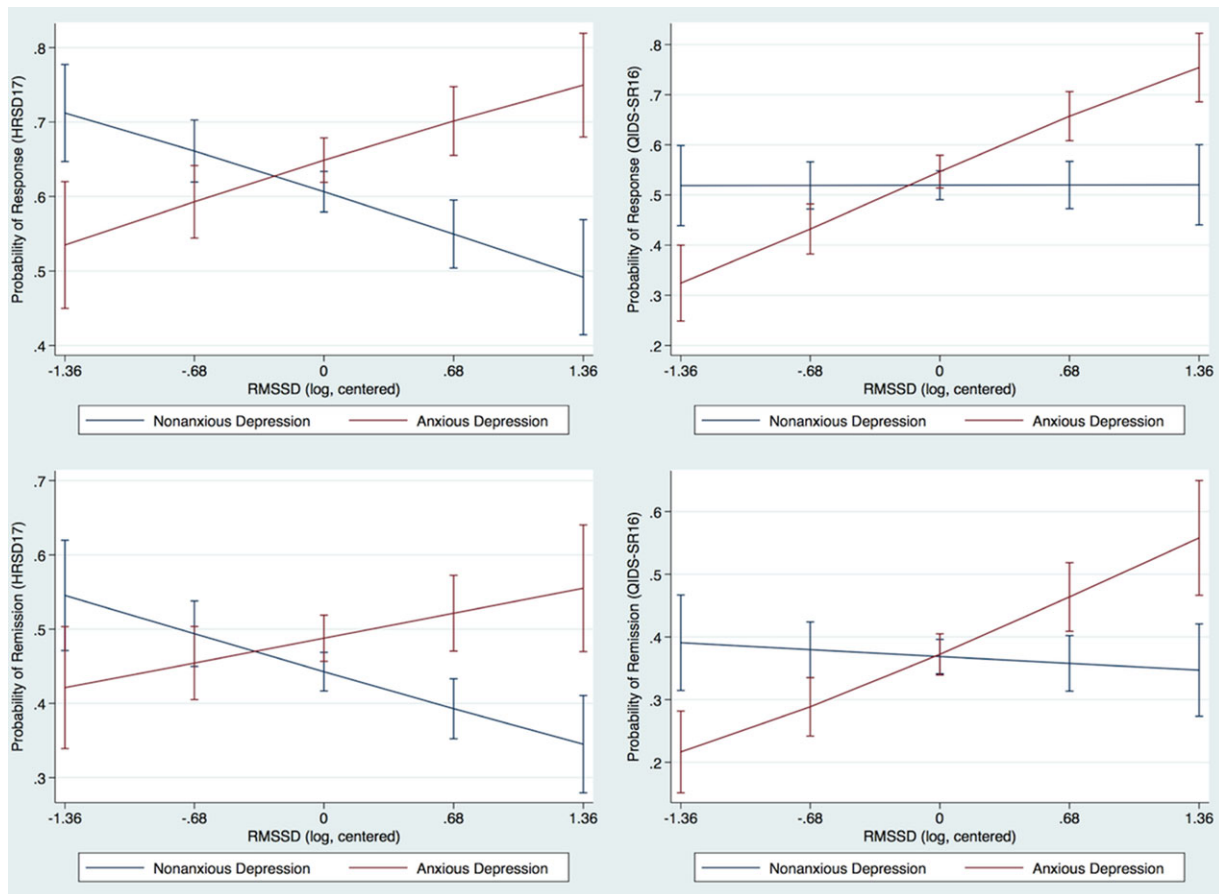 Probability of Response (HRSD17)
.8
.7
.6
.5
.4
-1.36 -.68 0 .68 1.36
RMSSD (log, centered)
Nonanxious Depression Anxious Depression
Probability of Response (QIDS-SR16)
.8
.7
.6
.5
.4
.3
.2
-1.36 -.68 0 .68 1.36
RMSSD (log, centered)
Nonanxious Depression Anxious Depression
Probability of Remission (HRSD17)
.7
.6
.5
.4
.3
-1.36 -.68 0 .68 1.36
RMSSD (log, centered)
Nonanxious Depression Anxious Depression
Probability of Remission (QIDS-SR16)
.6
.5
.4
.3
.2
-1.36 -.68 0 .68 1.36
RMSSD (log, centered)
Nonanxious Depression Anxious Depression